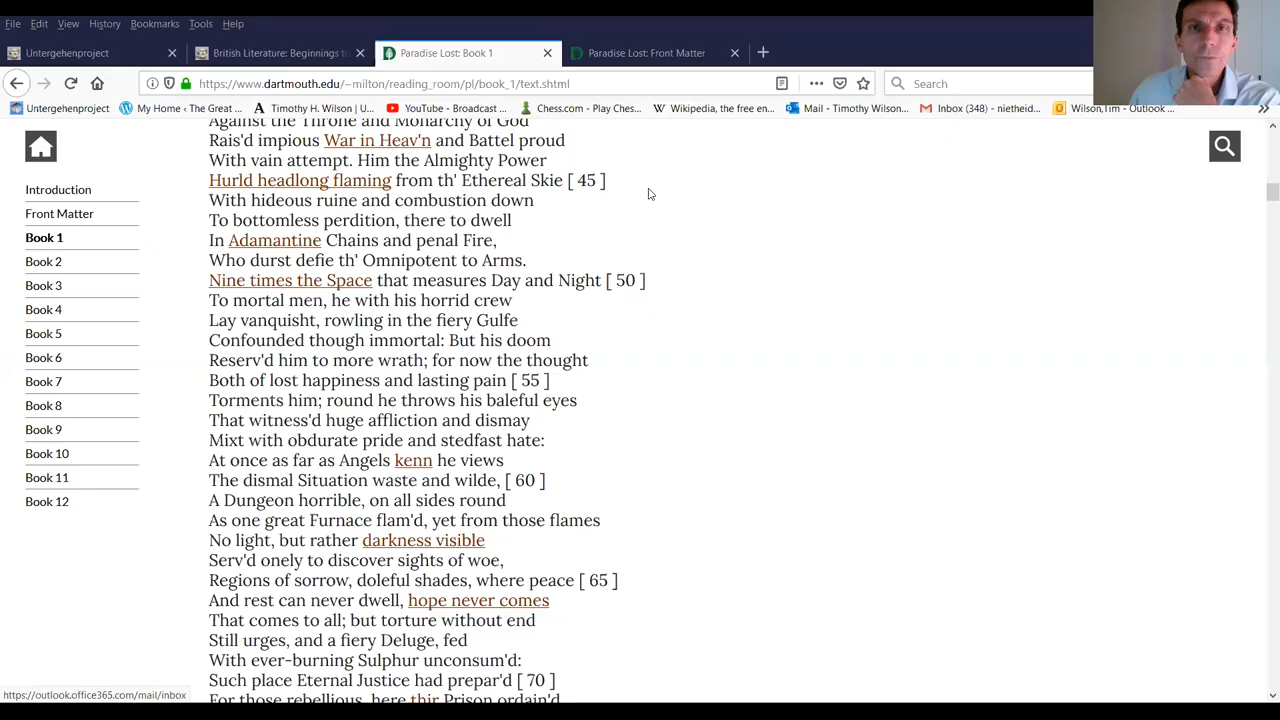 File Edit View History Bookmarks Tools Help
Untergehenproject British Literature: Beginnings to Paradise Lost: Book 1 Paradise Lost: Front Matter
https://www.dartmouth.edu/~milton/reading_room/pl/book_1/text.shtml Search
Untergehenproject My Home · The Great ... Timothy H. Wilson | U... YouTube - Broadcast ... Chess.com - Play Ches... Wikipedia, the free en... Mail - Timothy Wilson... Inbox (348) - nietheid... Wilson,Tim - Outlook ...
Against the Throne and Monarchy of God
Rais'd impious War in Heav'n and Battel proud
With vain attempt. Him the Almighty Power
Hurld headlong flaming from th' Ethereal Skie [ 45 ]
With hideous ruine and combustion down
To bottomless perdition, there to dwell
In Adamantine Chains and penal Fire,
Who durst defie th' Omnipotent to Arms.
Nine times the Space that measures Day and Night [ 50 ]
To mortal men, he with his horrid crew
Lay vanquisht, rowling in the fiery Gulfe
Confounded though immortal: But his doom
Reserv'd him to more wrath; for now the thought
Both of lost happiness and lasting pain [ 55 ]
Torments him; round he throws his baleful eyes
That witness'd huge affliction and dismay
Mixt with obdurate pride and stedfast hate:
At once as far as Angels kenn he views
The dismal Situation waste and wilde, [ 60 ]
A Dungeon horrible, on all sides round
As one great Furnace flam'd, yet from those flames
No light, but rather darkness visible
Serv'd onely to discover sights of woe,
Regions of sorrow, doleful shades, where peace [ 65 ]
And rest can never dwell, hope never comes
That comes to all; but torture without end
Still urges, and a fiery Deluge, fed
With ever-burning Sulphur unconsum'd:
Such place Eternal Justice had prepar'd [ 70 ]
For those rebellious, here thir Prison ordain'd
Introduction
Front Matter
Book 1
Book 2
Book 3
Book 4
Book 5
Book 6
Book 7
Book 8
Book 9
Book 10
Book 11
Book 12
https://outlook.office365.com/mail/inbox